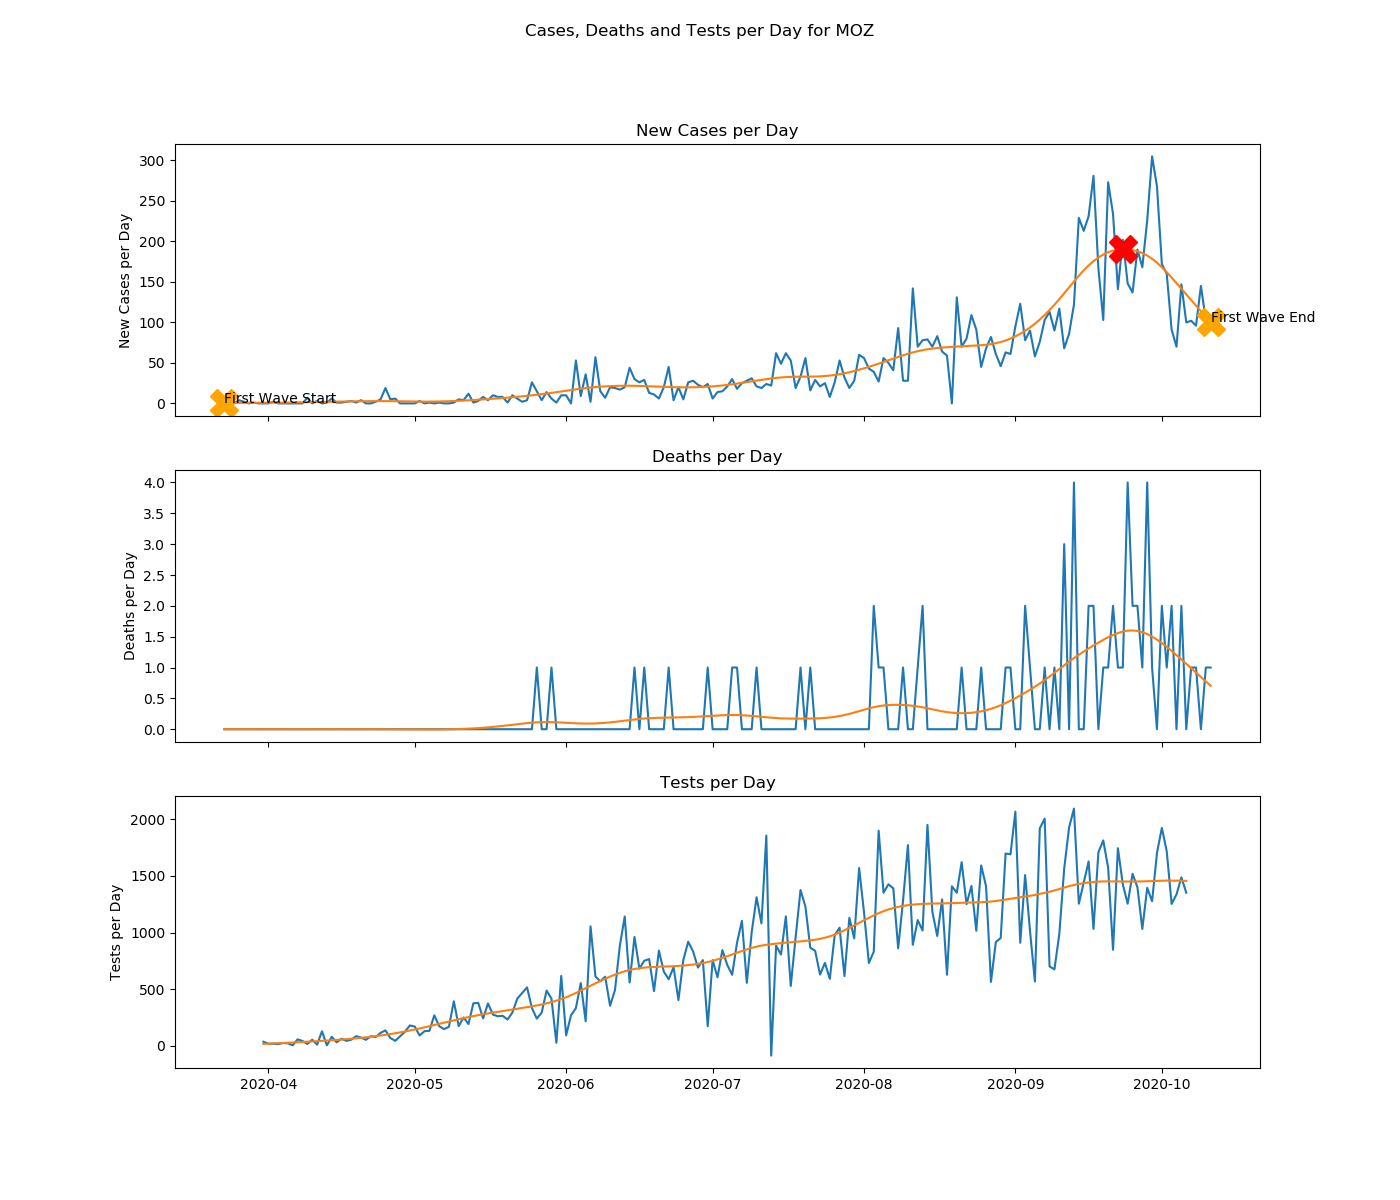 Cases, Deaths and Tests per Day for MOZ
New Cases per Day
New Cases per Day
300
250
200
150
100
50
0
First Wave Start
First Wave End
Deaths per Day
Deaths per Day
4.0
3.5
3.0
2.5
2.0
1.5
1.0
0.5
0.0
Tests per Day
Tests per Day
2000
1500
1000
500
0
2020-04 2020-05 2020-06 2020-07 2020-08 2020-09 2020-10